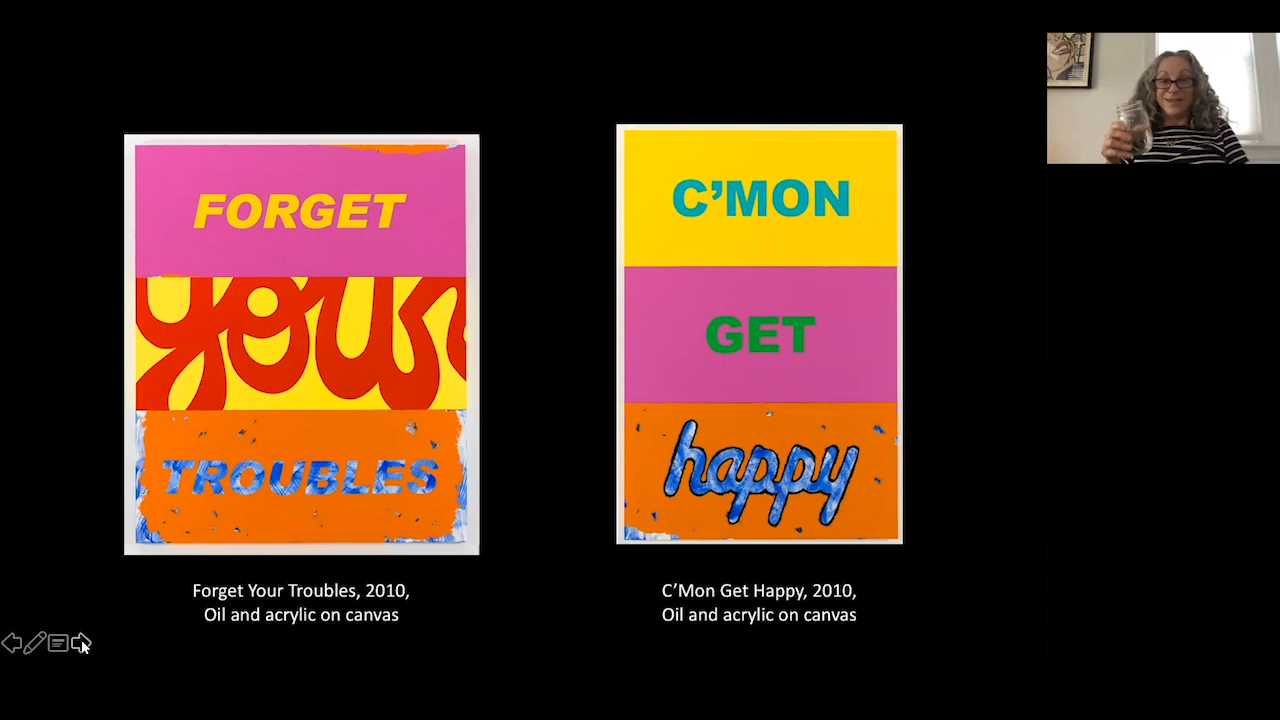 FORGET
your
TROUBLES
C’MON
GET
happy
Forget Your Troubles, 2010,
Oil and acrylic on canvas
C’Mon Get Happy, 2010,
Oil and acrylic on canvas